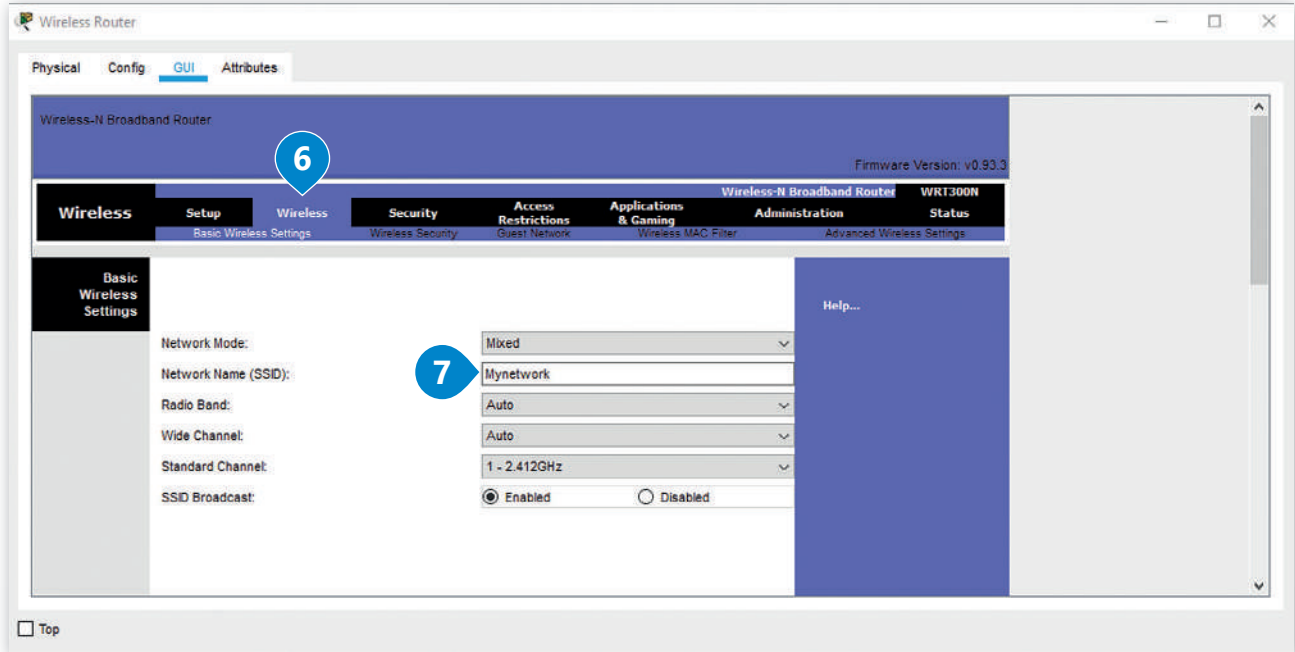 Wireless Router
Physical Config GUI Attributes
Wireless-N Broadband Router
6
Firmware Version: v0.93.3
Wireless-N Broadband Router WRT300N
Wireless Setup Wireless Security Access Restrictions Applications & Gaming Administration Status
Basic Wireless Settings Wireless Security Guest Network Wireless MAC Filter Advanced Wireless Settings
Basic
Wireless
Settings
Help...
Network Mode: Mixed
Network Name (SSID): 7 Mynetwork
Radio Band: Auto
Wide Channel: Auto
Standard Channel: 1 - 2.412GHz
SSID Broadcast: Enabled Disabled
Top